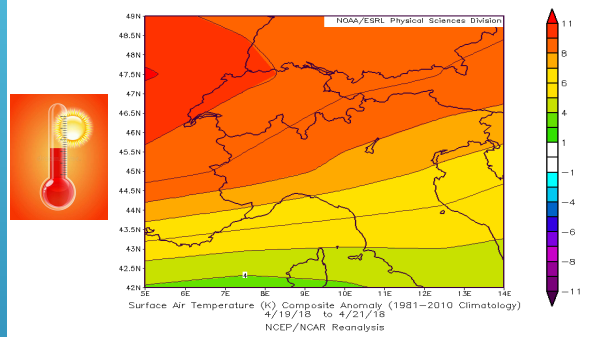 NOAA/ESRL Physical Sciences Division
49N
48.5N
48N
47.5N
47N
46.5N
46N
45.5N
45N
44.5N
44N
43.5N
43N
42.5N
42N
5E 6E 7E 8E 9E 10E 11E 12E 13E 14E
11
8
6
4
1
−1
−4
−6
−8
−11
4
Surface Air Temperature (K) Composite Anomaly (1981−2010 Climatology)
4/19/18 to 4/21/18
NCEP/NCAR Reanalysis